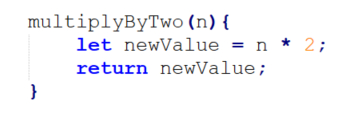 multiplyByTwo(n){
    let newValue = n * 2;
    return newValue;
}